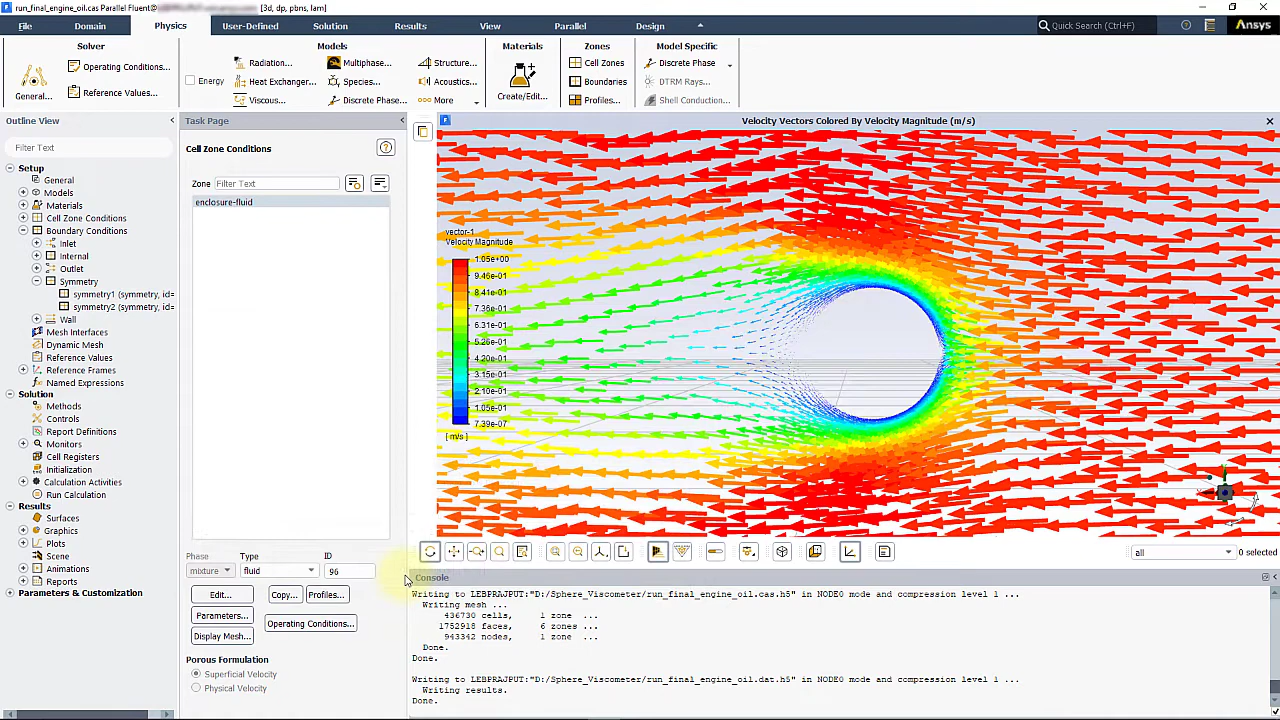 run_final_engine_oil.cas Parallel Fluent [3d, dp, pbns, lam]
File Domain Physics User-Defined Solution Results View Parallel Design Quick Search (Ctrl+F) Ansys
Solver Models Materials Zones Model Specific
Operating Conditions... Radiation... Multiphase... Structure... Cell Zones Discrete Phase
Energy Heat Exchanger... Species... Acoustics... Boundaries DTRM Rays...
General... Reference Values... Viscous... Discrete Phase... More Create/Edit... Profiles... Shell Conduction...
Outline View
Filter Text
Setup
General
Models
Materials
Cell Zone Conditions
Boundary Conditions
Inlet
Internal
Outlet
Symmetry
symmetry1 (symmetry, id=
symmetry2 (symmetry, id=
Wall
Mesh Interfaces
Dynamic Mesh
Reference Values
Reference Frames
Named Expressions
Solution
Methods
Controls
Report Definitions
Monitors
Cell Registers
Initialization
Calculation Activities
Run Calculation
Results
Surfaces
Graphics
Plots
Scene
Animations
Reports
Parameters & Customization
Task Page
Cell Zone Conditions
Zone Filter Text
enclosure-fluid
Phase Type ID
mixture fluid 96
Edit... Copy... Profiles...
Parameters... Operating Conditions...
Display Mesh...
Porous Formulation
Superficial Velocity
Physical Velocity
Velocity Vectors Colored By Velocity Magnitude (m/s)
vector-1
Velocity Magnitude
1.05e+00
9.46e-01
8.41e-01
7.36e-01
6.31e-01
5.26e-01
4.20e-01
3.15e-01
2.10e-01
1.05e-01
7.39e-07
[ m/s ]
all 0 selected
Console
Writing to LEBPRAJPUT:"D:/Sphere_Viscometer/run_final_engine_oil.cas.h5" in NODE0 mode and compression level 1 ...
Writing mesh ...
436730 cells, 1 zone ...
1752918 faces, 6 zones ...
943342 nodes, 1 zone ...
Done.
Done.
Writing to LEBPRAJPUT:"D:/Sphere_Viscometer/run_final_engine_oil.dat.h5" in NODE0 mode and compression level 1 ...
Writing results.
Done.